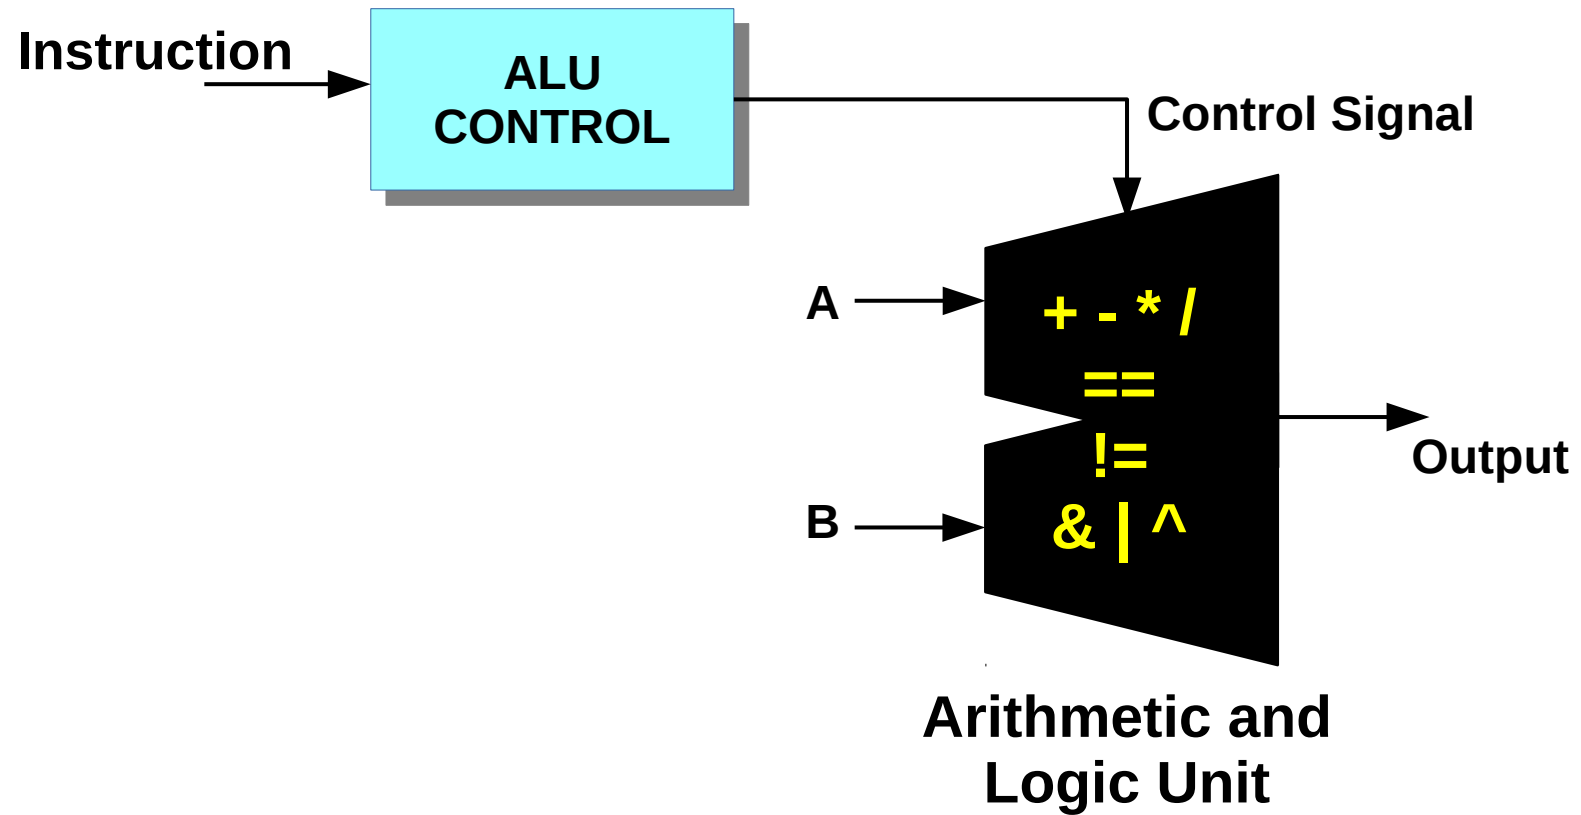 Instruction
ALU
CONTROL
Control Signal
A
+ - * /
==
!=
B
& | ^
Output
Arithmetic and
Logic Unit